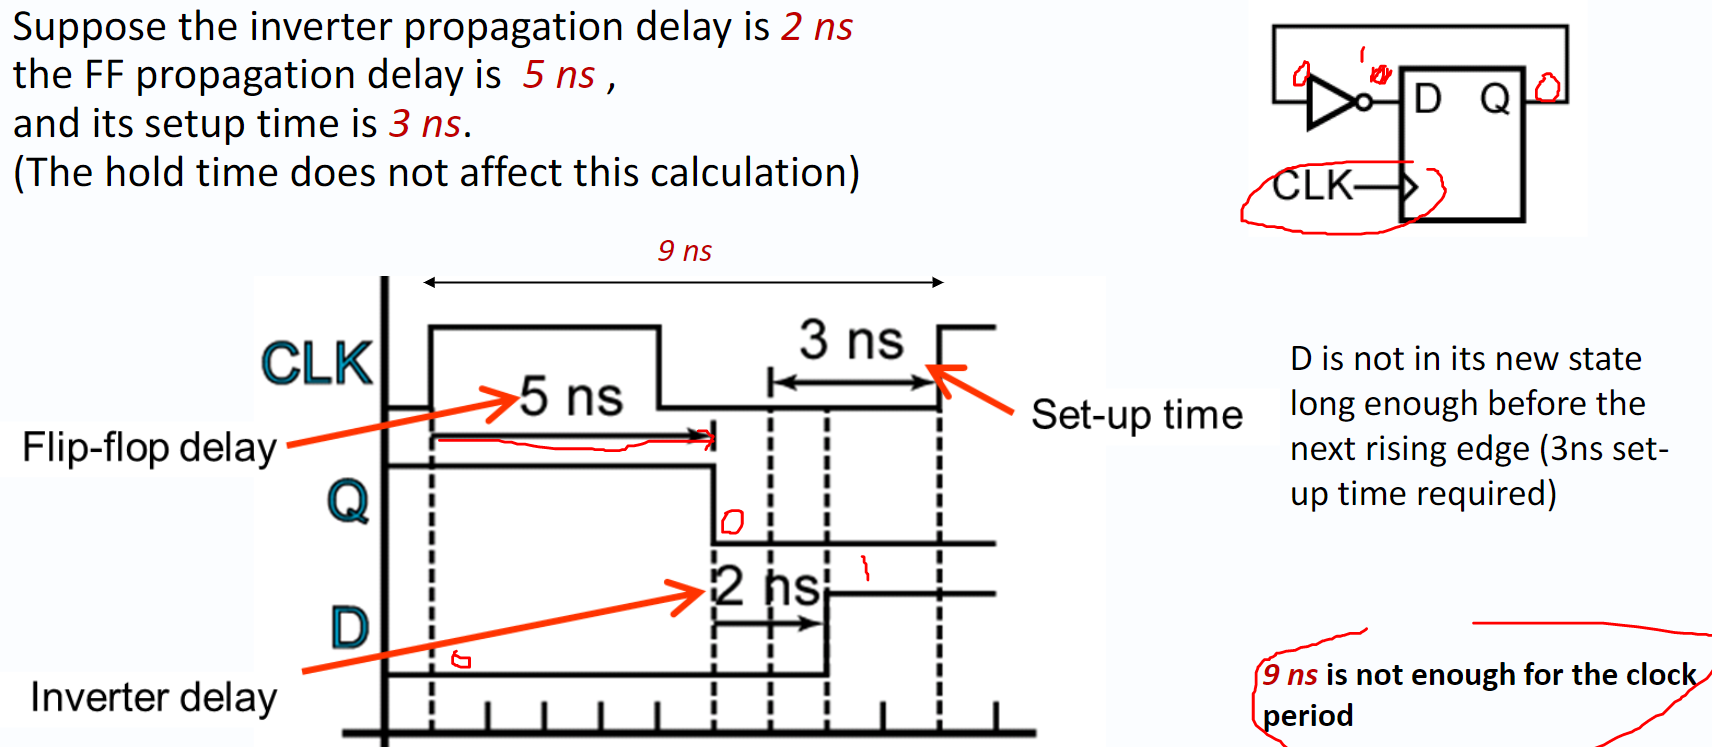 Suppose the inverter propagation delay is 2 ns
the FF propagation delay is 5 ns ,
and its setup time is 3 ns.
(The hold time does not affect this calculation)
0
1
0
D Q
CLK
9 ns
CLK
3 ns
5 ns
Set-up time
Flip-flop delay
Q
0
2 ns
1
D
0
Inverter delay
D is not in its new state
long enough before the
next rising edge (3ns set-
up time required)
9 ns is not enough for the clock
period